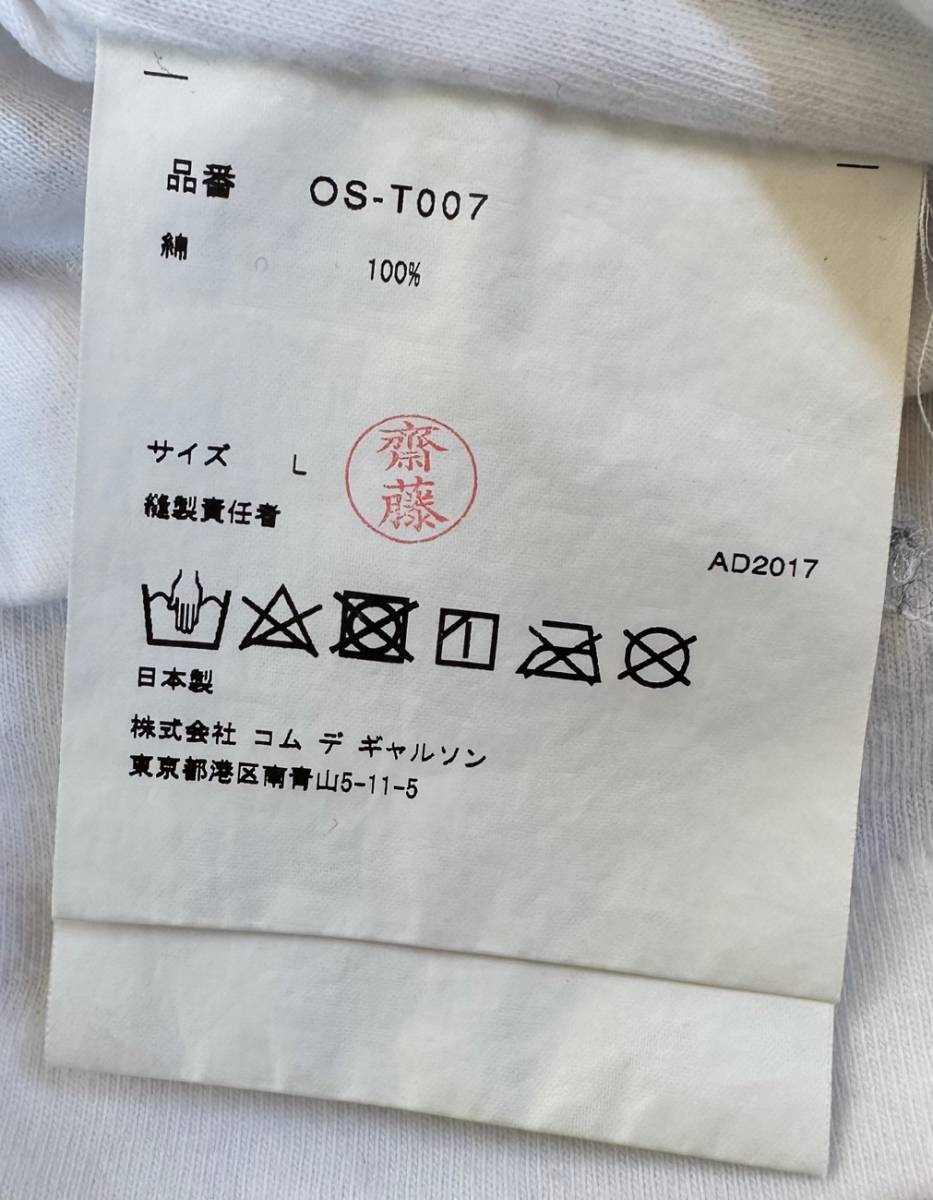 品番 OS-T007
綿 100%
サイズ L
齋藤
縫製責任者
AD2017
日本製
株式会社 コム デ ギャルソン
東京都港区南青山5-11-5